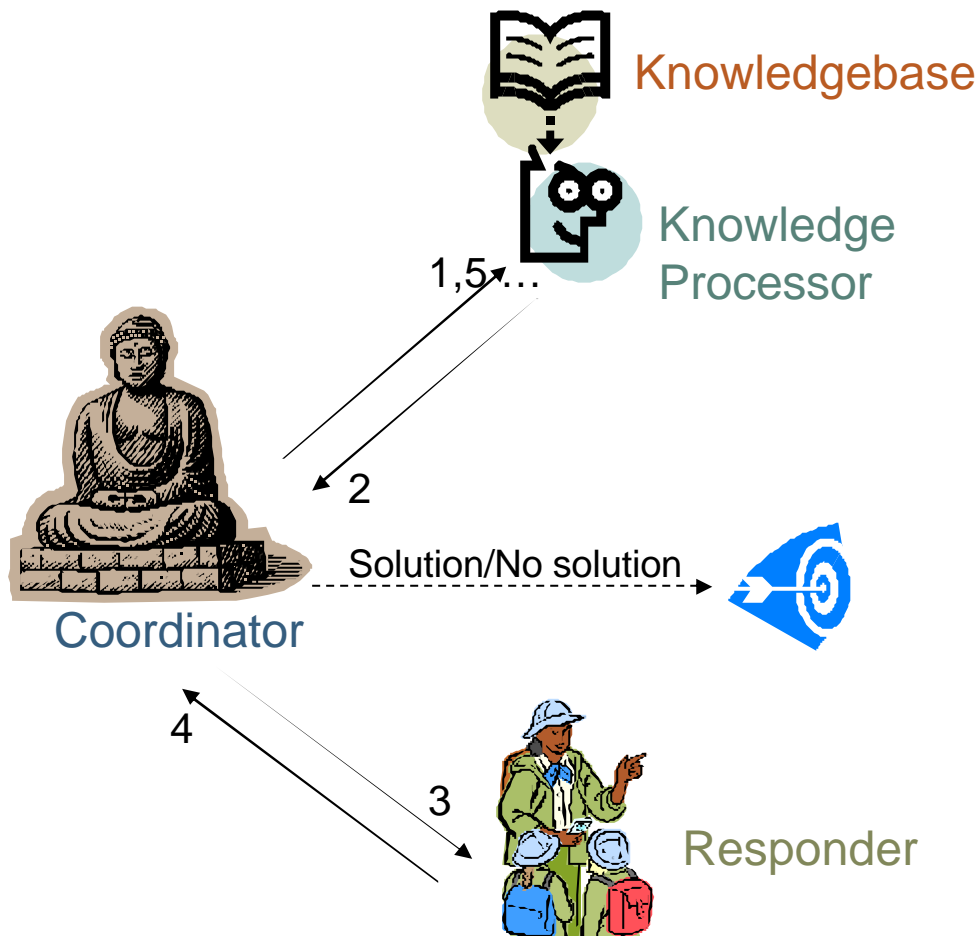 Knowledgebase
Knowledge
Processor
1,5 …
2
Solution/No solution
Coordinator
4
3
Responder